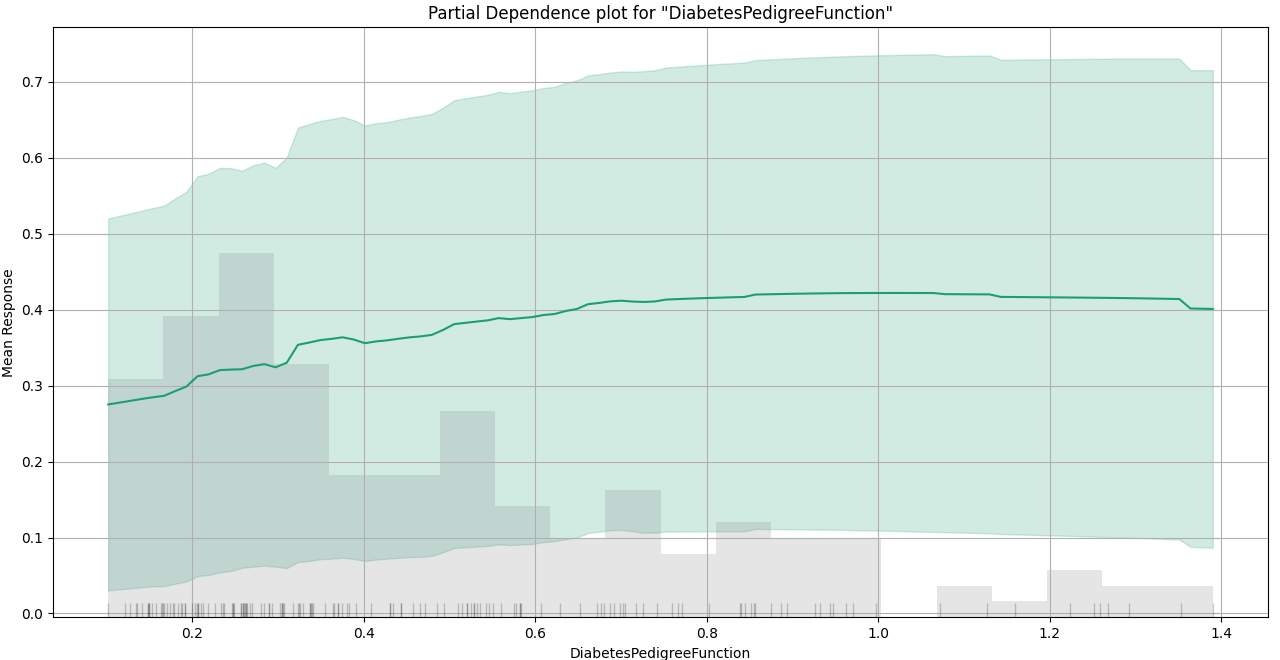 Partial Dependence plot for "DiabetesPedigreeFunction"
Mean Response
0.7
0.6
0.5
0.4
0.3
0.2
0.1
0.0
0.2 0.4 0.6 0.8 1.0 1.2 1.4
DiabetesPedigreeFunction